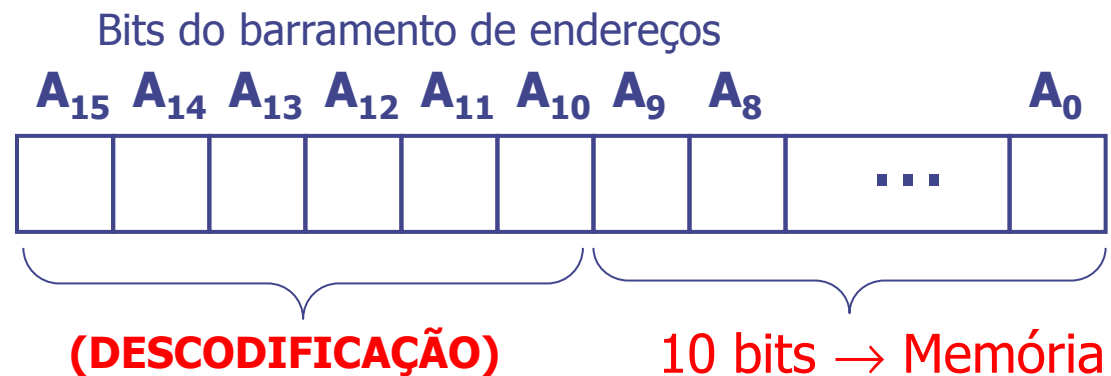 Bits do barramento de endereços
A₁₅ A₁₄ A₁₃ A₁₂ A₁₁ A₁₀ A₉ A₈ A₀
...
(DESCODIFICAÇÃO) 10 bits → Memória